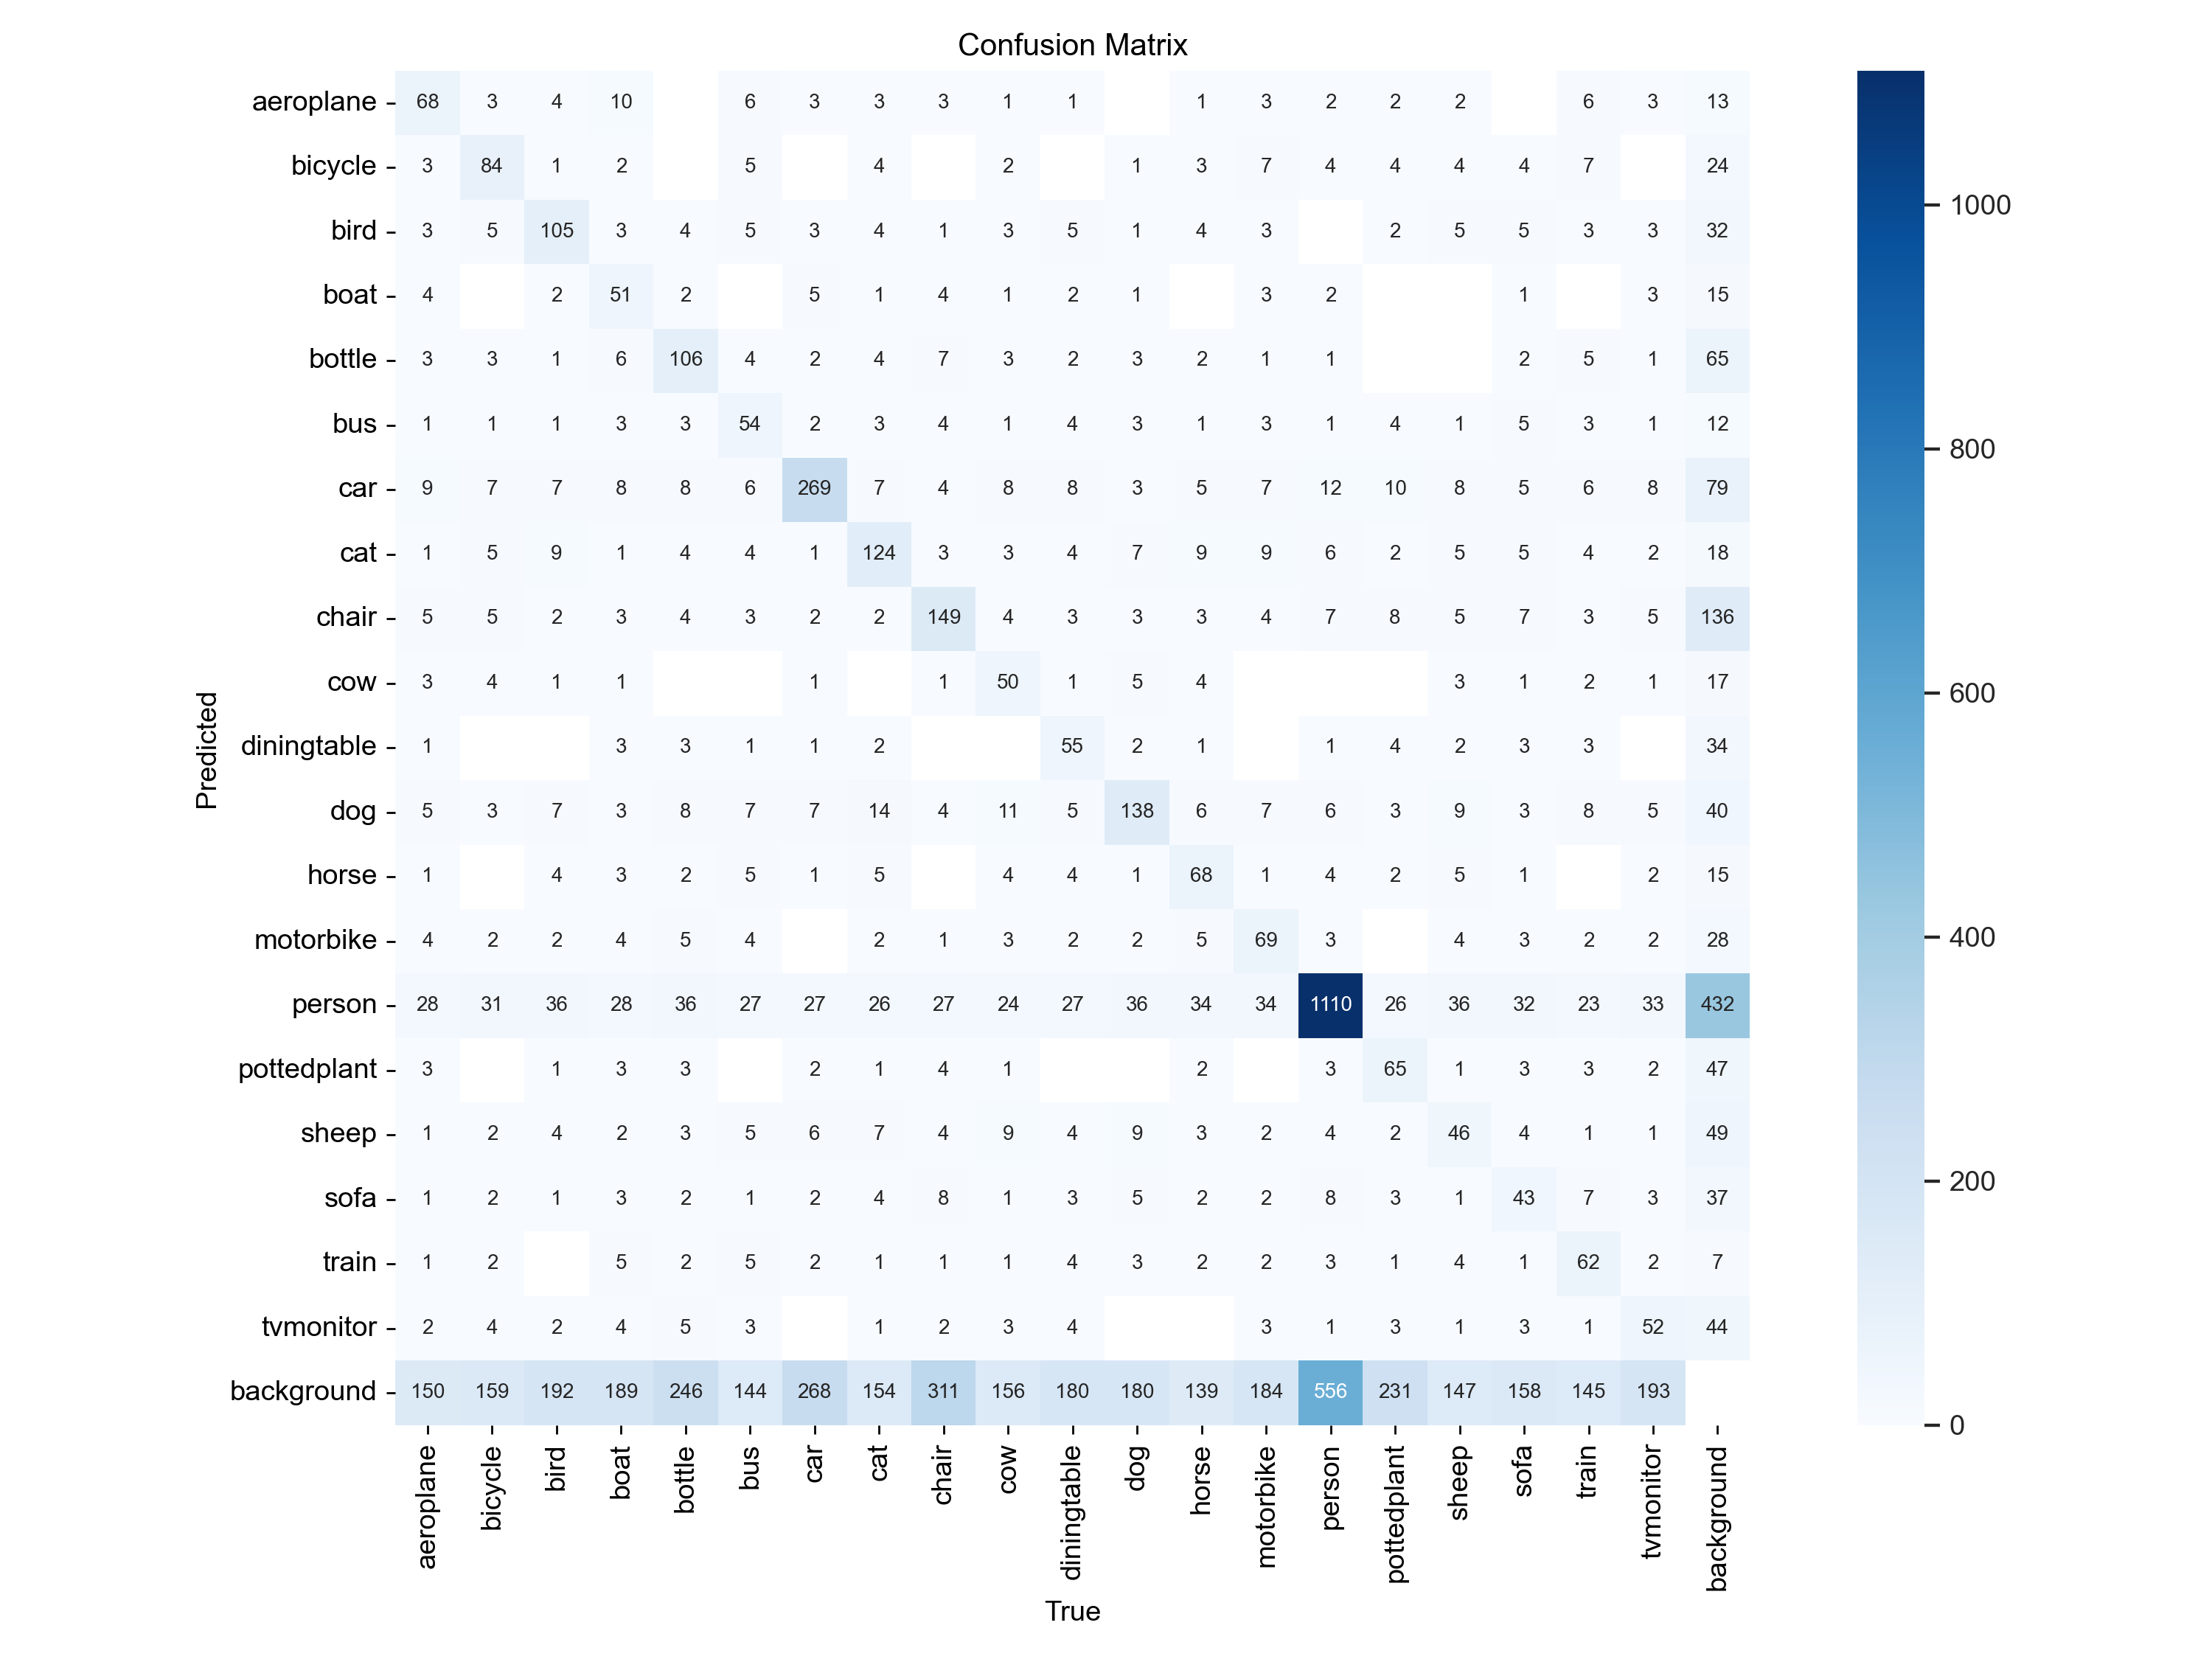 Confusion Matrix
aeroplane 68 3 4 10 6 3 3 3 1 1 1 3 2 2 2 6 3 13
bicycle 3 84 1 2 5 4 2 1 3 7 4 4 4 4 7 24
bird 3 5 105 3 4 5 3 4 1 3 5 1 4 3 2 5 5 3 3 32
boat 4 2 51 2 5 1 4 1 2 1 3 2 1 3 15
bottle 3 3 1 6 106 4 2 4 7 3 2 3 2 1 1 2 5 1 65
bus 1 1 1 3 3 54 2 3 4 1 4 3 1 3 1 4 1 5 3 1 12
car 9 7 7 8 8 6 269 7 4 8 8 3 5 7 12 10 8 5 6 8 79
cat 1 5 9 1 4 4 1 124 3 3 4 7 9 9 6 2 5 5 4 2 18
chair 5 5 2 3 4 3 2 2 149 4 3 3 3 4 7 8 5 7 3 5 136
cow 3 4 1 1 1 1 50 1 5 4 3 1 2 1 17
diningtable 1 3 3 1 1 2 55 2 1 1 4 2 3 3 34
dog 5 3 7 3 8 7 7 14 4 11 5 138 6 7 6 3 9 3 8 5 40
horse 1 4 3 2 5 1 5 4 4 1 68 1 4 2 5 1 2 15
motorbike 4 2 2 4 5 4 2 1 3 2 2 5 69 3 4 3 2 2 28
person 28 31 36 28 36 27 27 26 27 24 27 36 34 34 1110 26 36 32 23 33 432
pottedplant 3 1 3 3 2 1 4 1 2 3 65 1 3 3 2 47
sheep 1 2 4 2 3 5 6 7 4 9 4 9 3 2 4 2 46 4 1 1 49
sofa 1 2 1 3 2 1 2 4 8 1 3 5 2 2 8 3 1 43 7 3 37
train 1 2 5 2 5 2 1 1 1 4 3 2 2 3 1 4 1 62 2 7
tvmonitor 2 4 2 4 5 3 1 2 3 4 3 1 3 1 3 1 52 44
background 150 159 192 189 246 144 268 154 311 156 180 180 139 184 556 231 147 158 145 193
aeroplane bicycle bird boat bottle bus car cat chair cow diningtable dog horse motorbike person pottedplant sheep sofa train tvmonitor background
True
Predicted
1000
800
600
400
200
0